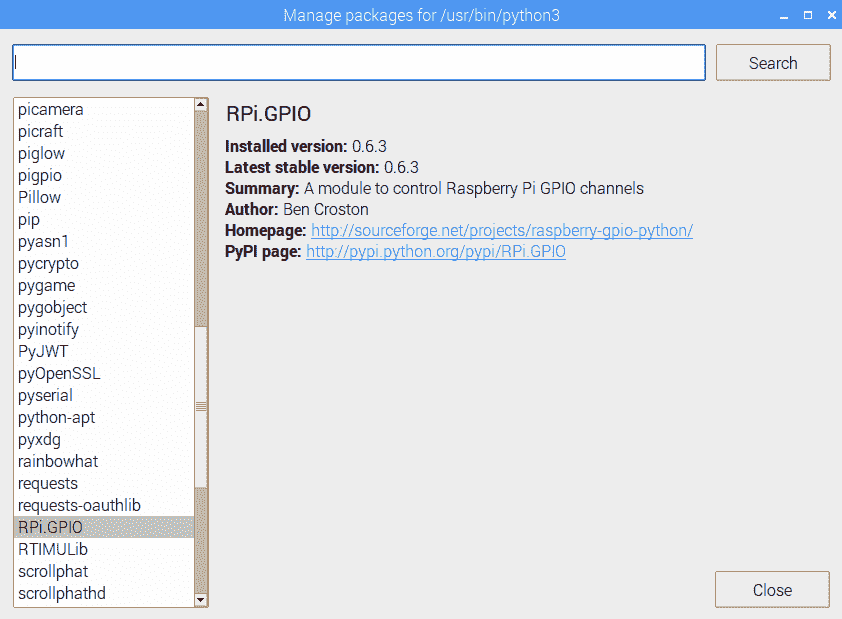 Manage packages for /usr/bin/python3
Search
picamera
picraft
piglow
pigpio
Pillow
pip
pyasn1
pycrypto
pygame
pygobject
pyinotify
PyJWT
pyOpenSSL
pyserial
python-apt
pyxdg
rainbowhat
requests
requests-oauthlib
RPi.GPIO
RTIMULib
scrollphat
scrollphathd
RPi.GPIO
Installed version: 0.6.3
Latest stable version: 0.6.3
Summary: A module to control Raspberry Pi GPIO channels
Author: Ben Croston
Homepage: http://sourceforge.net/projects/raspberry-gpio-python/
PyPI page: http://pypi.python.org/pypi/RPi.GPIO
Close